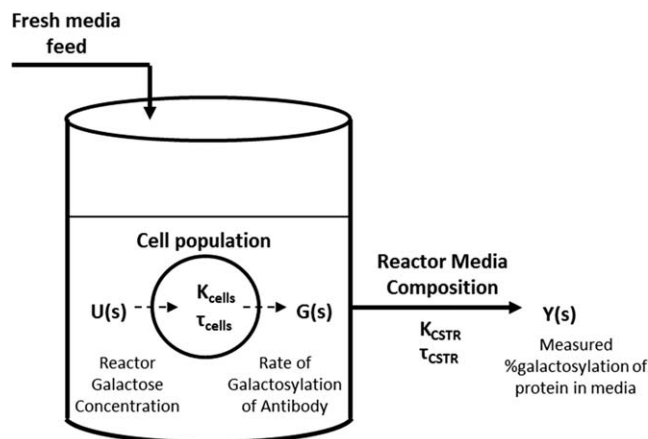 Fresh media
feed
Cell population
U(s)
K_cells
τ_cells
G(s)
Reactor
Galactose
Concentration
Rate of
Galactosylation
of Antibody
Reactor Media
Composition
K_CSTR
τ_CSTR
Y(s)
Measured
%galactosylation of
protein in media